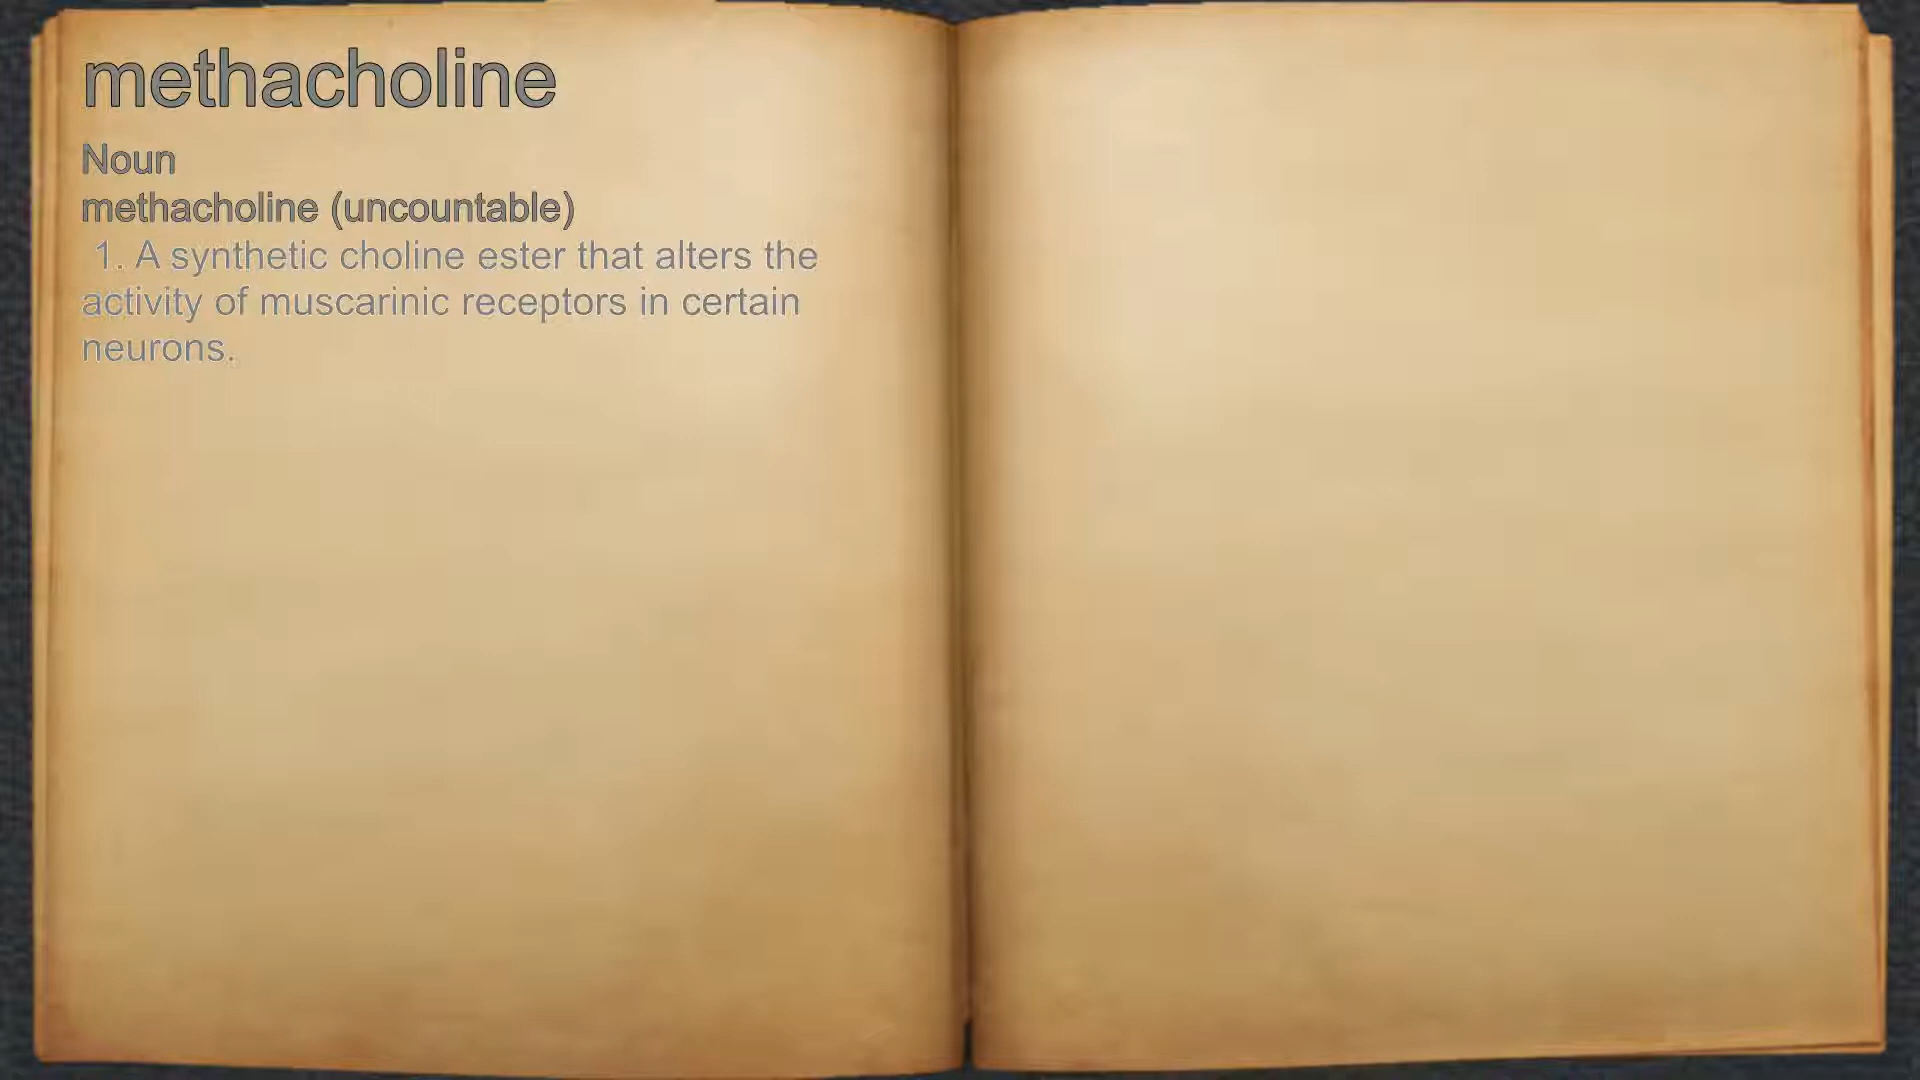 methacholine
Noun
methacholine (uncountable)
1. A synthetic choline ester that alters the
activity of muscarinic receptors in certain
neurons.